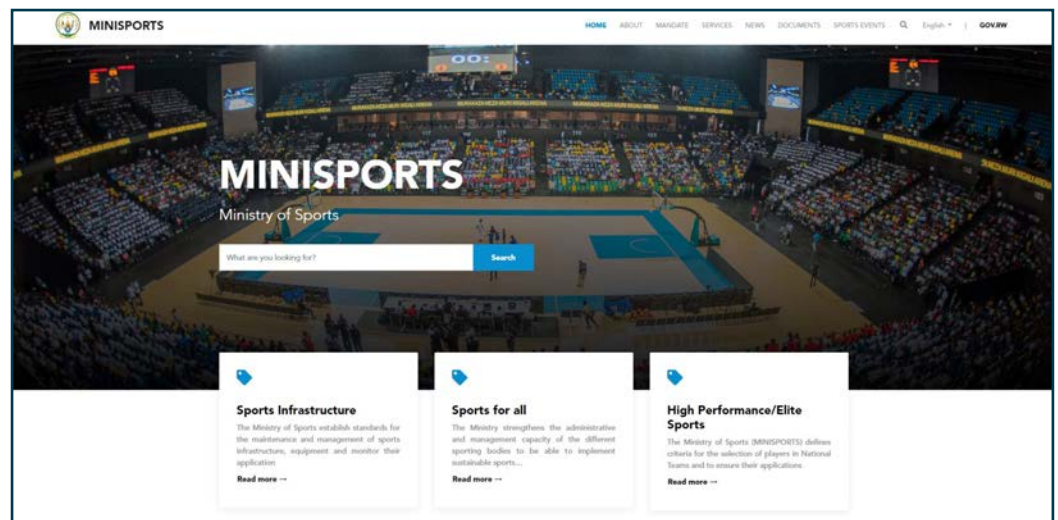 MINISPORTS
HOME ABOUT MANDATE SERVICES NEWS DOCUMENTS SPORTS EVENTS English | GOV.RW
MINISPORTS
Ministry of Sports
What are you looking for? Search
Sports Infrastructure
The Ministry of Sports establish standards for
the maintenance and management of sports
infrastructure, equipment and monitor their
application
Read more →
Sports for all
The Ministry strengthens the administrative
and management capacity of the different
sporting bodies to be able to implement
sustainable sports...
Read more →
High Performance/Elite
Sports
The Ministry of Sports (MINISPORTS) defines
criteria for the selection of players in National
Teams and to ensure their applications
Read more →